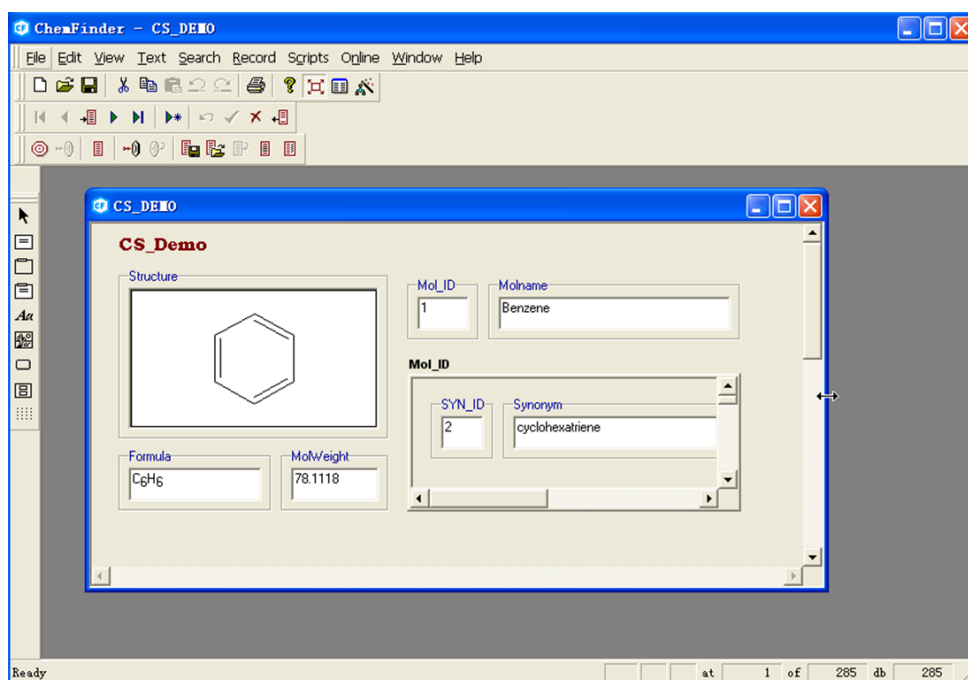 ChemFinder - CS_DEMO
File Edit View Text Search Record Scripts Online Window Help
CS_DEMO
CS_Demo
Structure
Mol_ID
Molname
1
Benzene
Mol_ID
SYN_ID
Synonym
2
cyclohexatriene
Formula
MolWeight
C6H6
78.1118
Aa
Ready
at 1 of 285 db 285